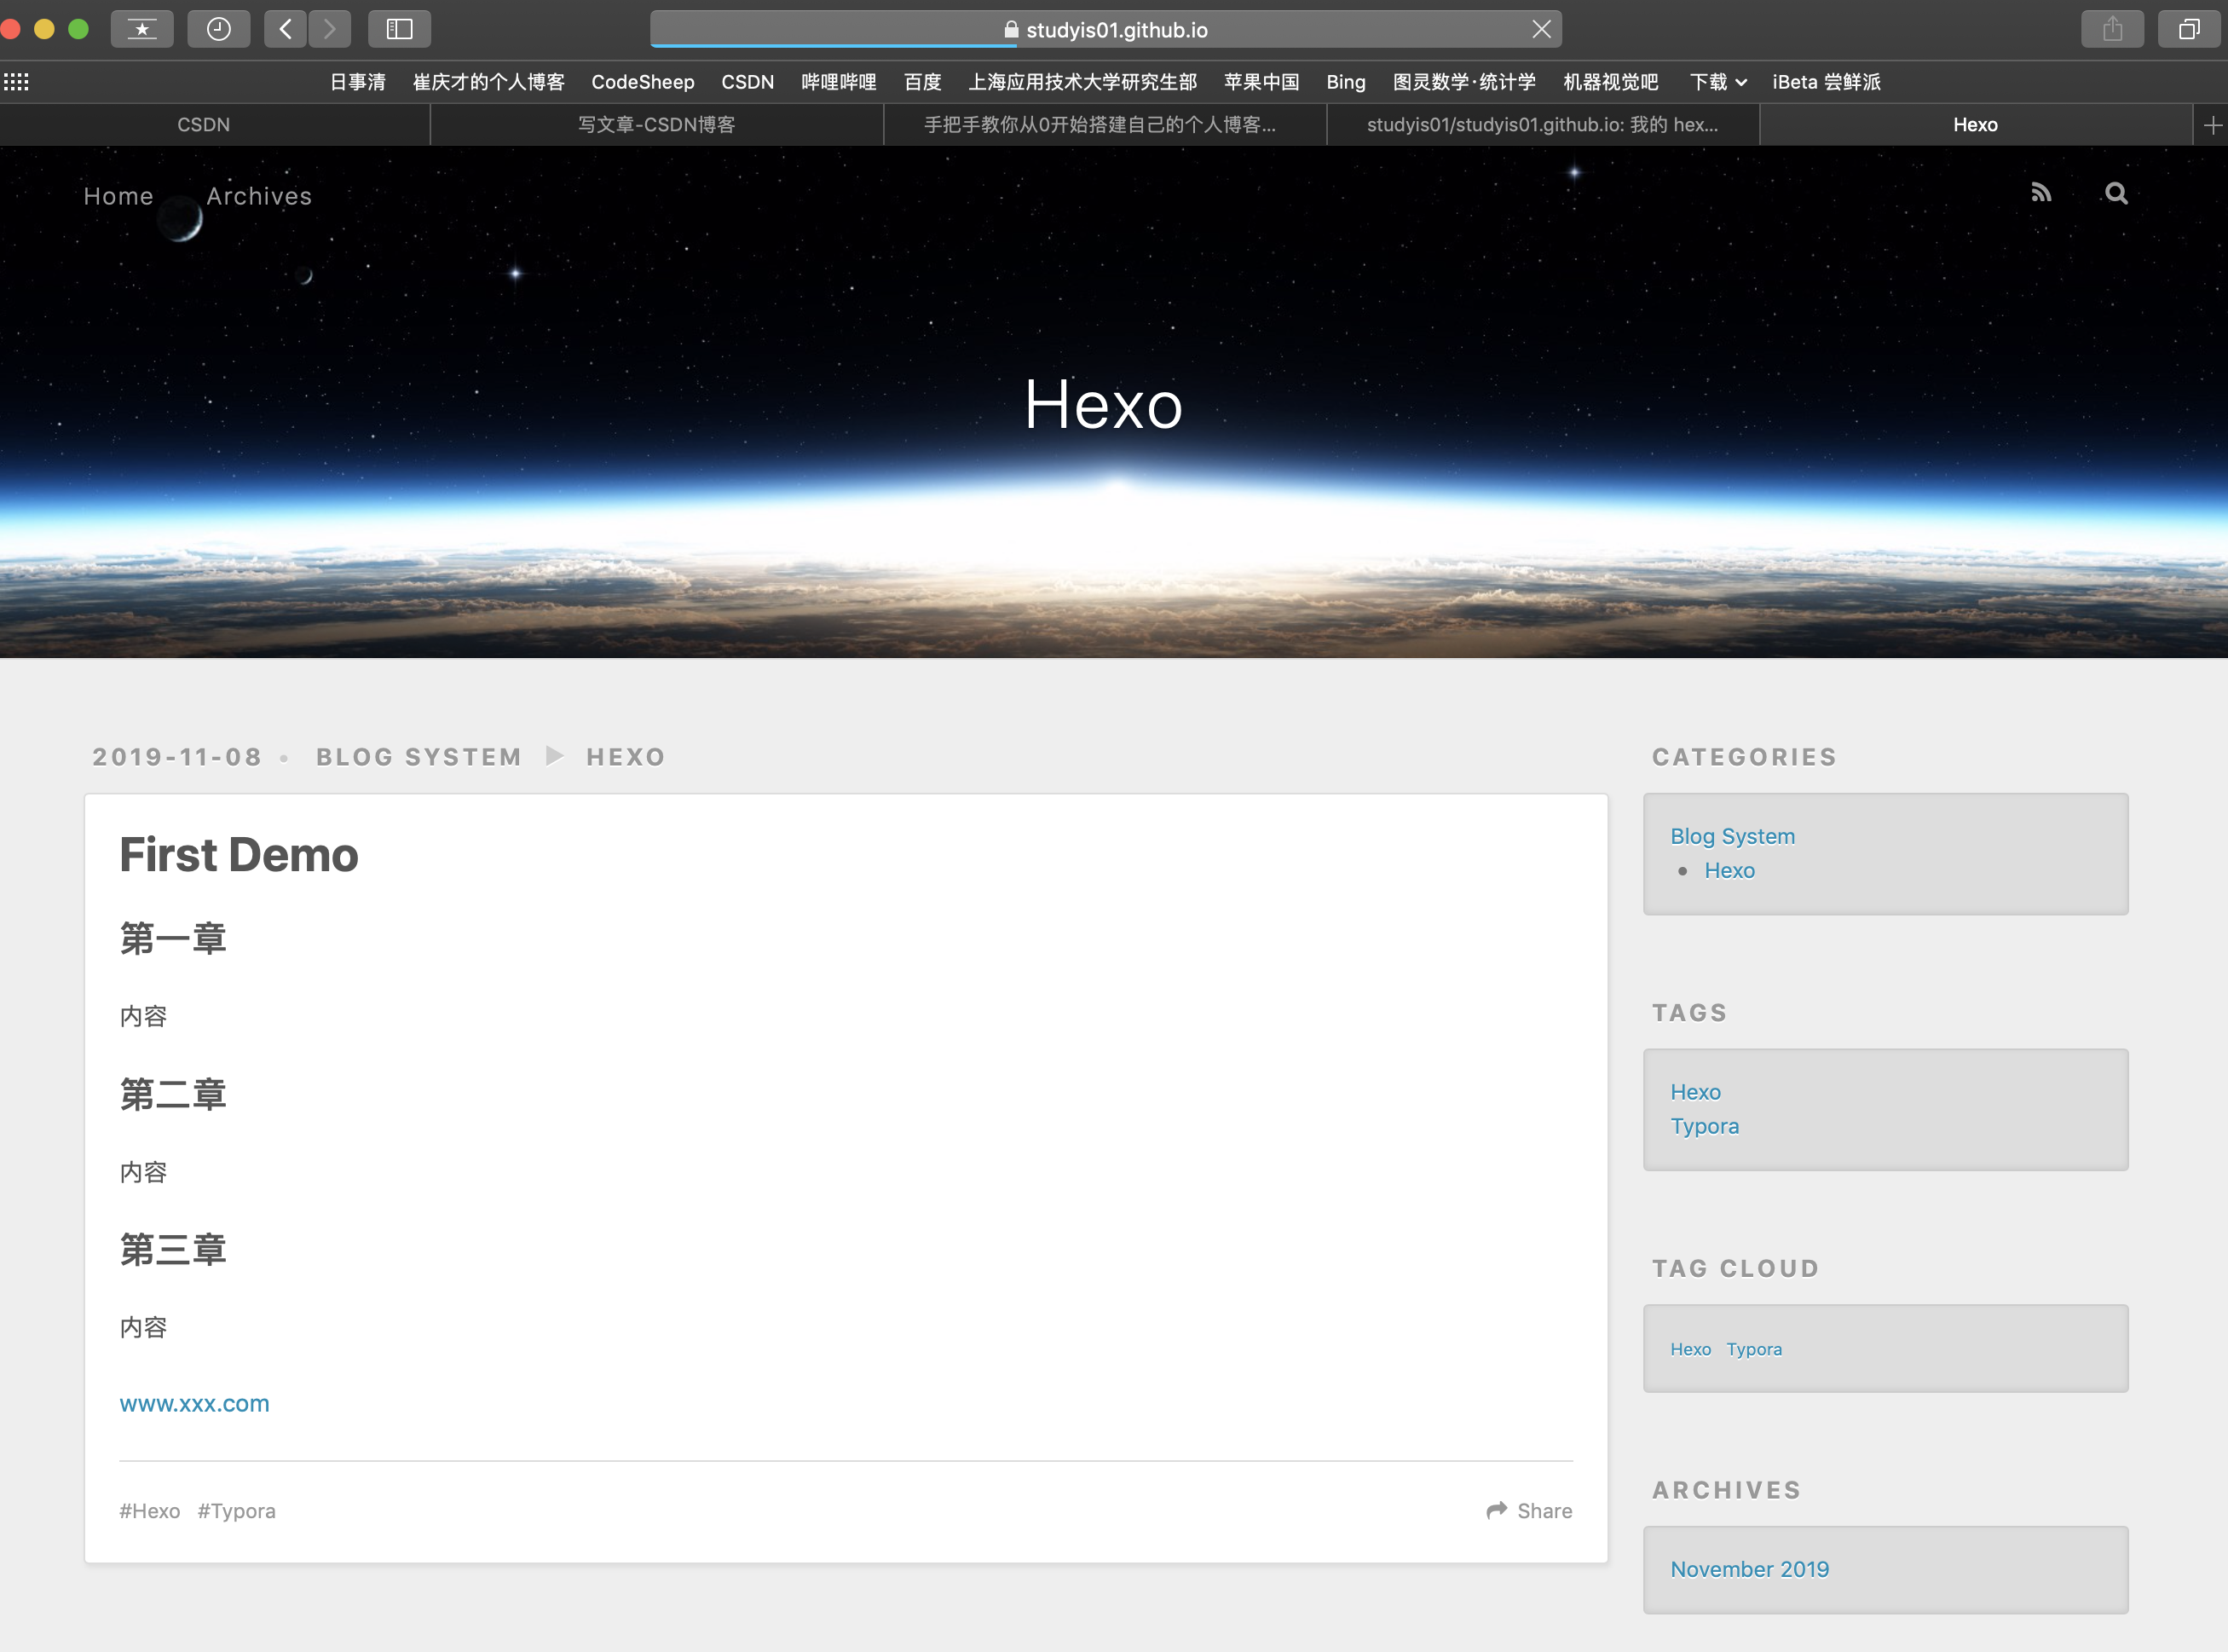 studyis01.github.io
日事清 崔庆才的个人博客 CodeSheep CSDN 哔哩哔哩 百度 上海应用技术大学研究生部 苹果中国 Bing 图灵数学·统计学 机器视觉吧 下载 iBeta 尝鲜派
CSDN 写文章-CSDN博客 手把手教你从0开始搭建自己的个人博客... studyis01/studyis01.github.io: 我的 hex... Hexo
Home Archives
Hexo
2019-11-08 BLOG SYSTEM HEXO
First Demo
第一章
内容
第二章
内容
第三章
内容
www.xxx.com
#Hexo #Typora Share
CATEGORIES
Blog System
Hexo
TAGS
Hexo
Typora
TAG CLOUD
Hexo Typora
ARCHIVES
November 2019